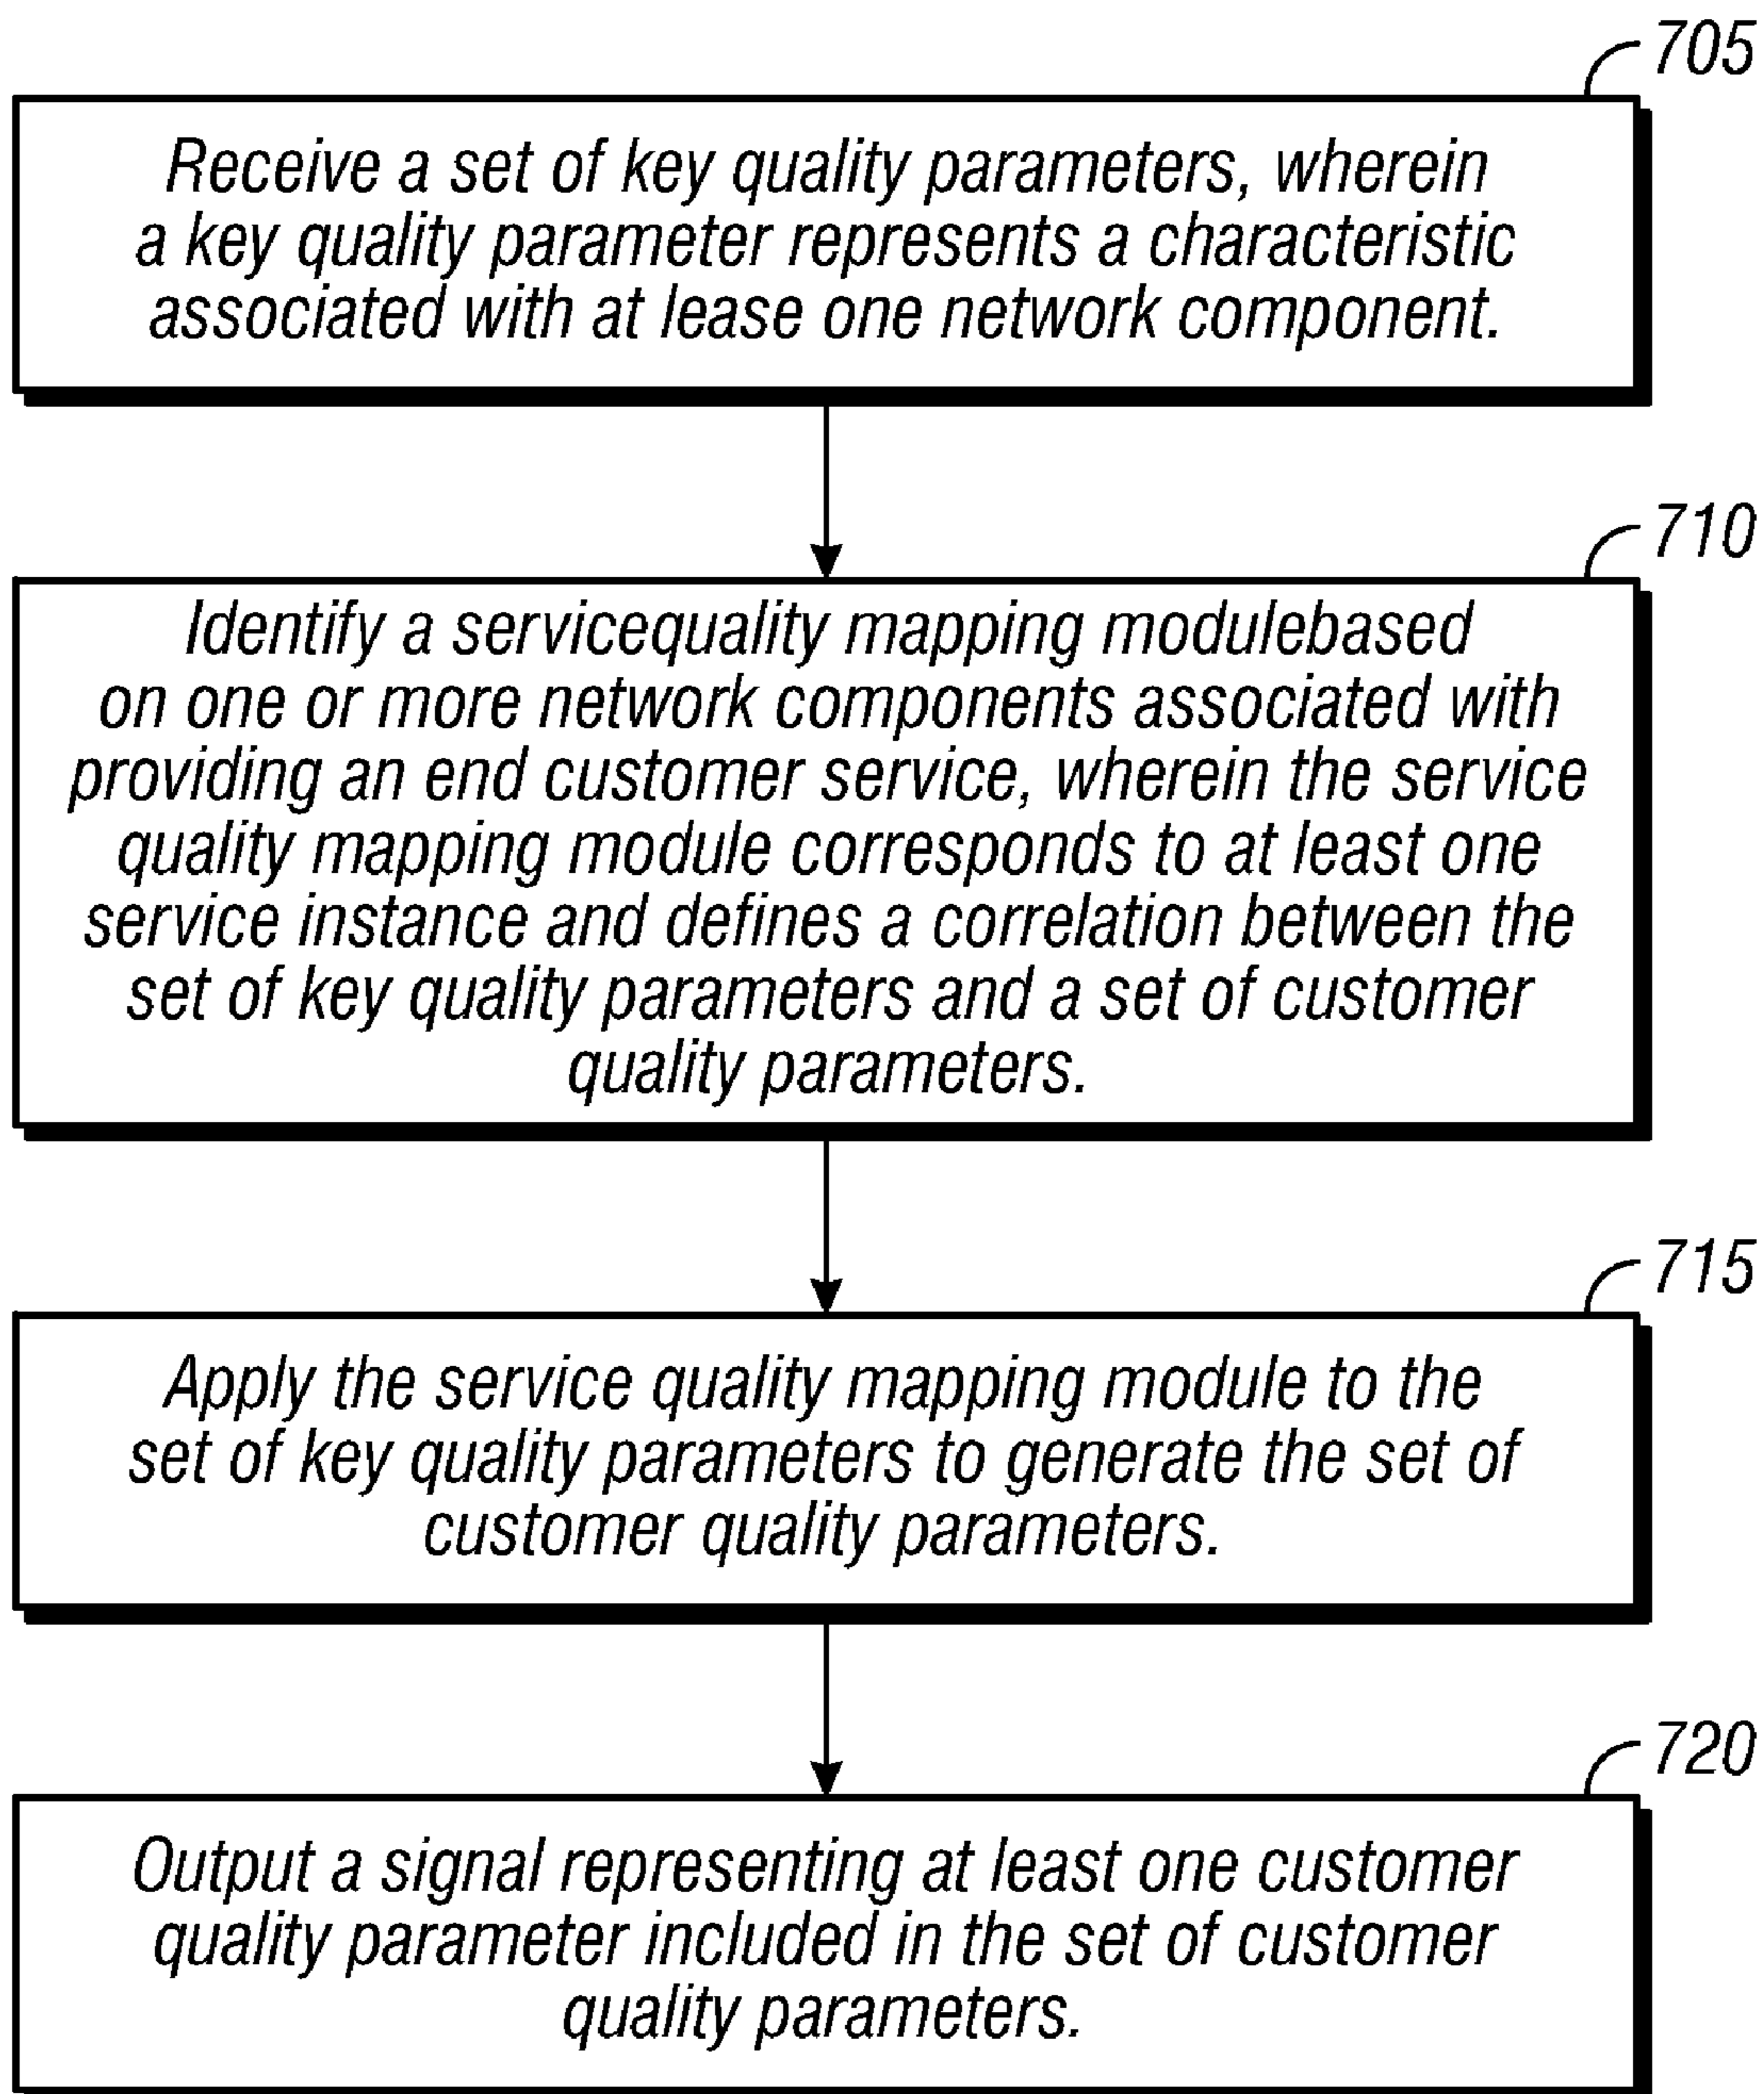 705
Receive a set of key quality parameters, wherein
a key quality parameter represents a characteristic
associated with at lease one network component.
710
Identify a servicequality mapping modulebased
on one or more network components associated with
providing an end customer service, wherein the service
quality mapping module corresponds to at least one
service instance and defines a correlation between the
set of key quality parameters and a set of customer
quality parameters.
715
Apply the service quality mapping module to the
set of key quality parameters to generate the set of
customer quality parameters.
720
Output a signal representing at least one customer
quality parameter included in the set of customer
quality parameters.